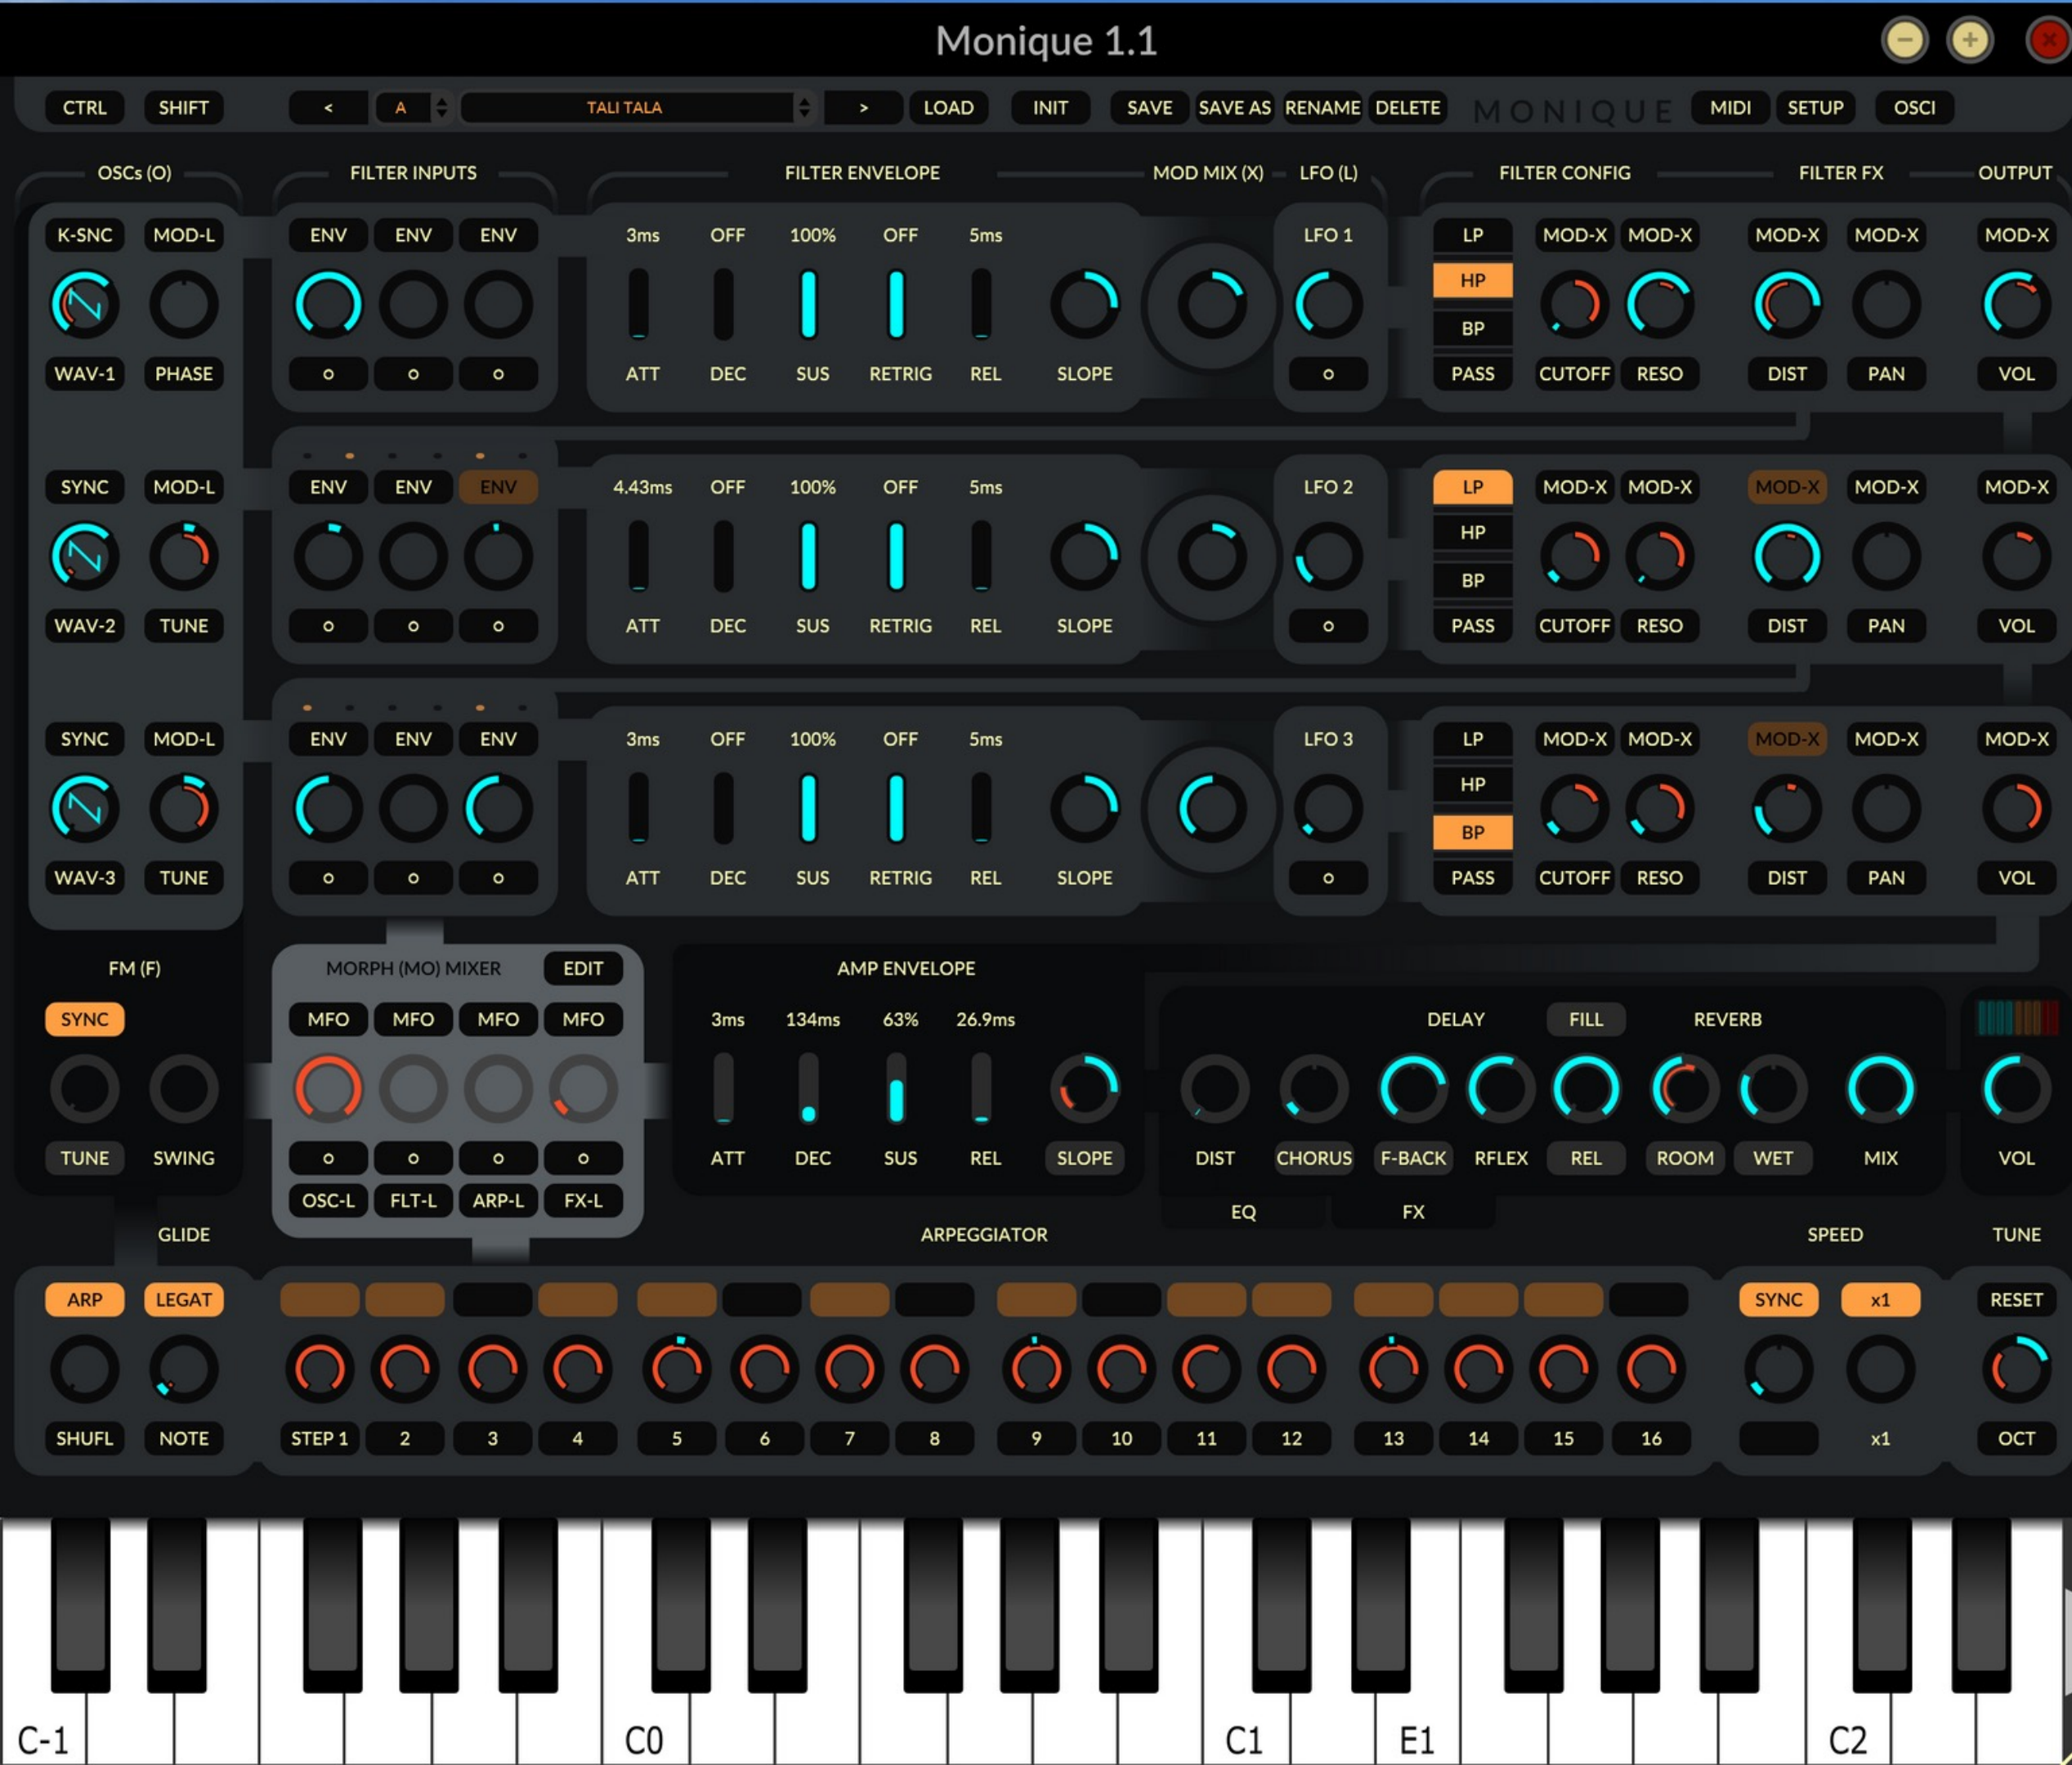 Monique 1.1
CTRL SHIFT < A TALI TALA > LOAD INIT SAVE SAVE AS RENAME DELETE MONIQUE MIDI SETUP OSCI
OSCs (O) FILTER INPUTS FILTER ENVELOPE MOD MIX (X) LFO (L) FILTER CONFIG FILTER FX OUTPUT
K-SNC MOD-L ENV ENV ENV 3ms OFF 100% OFF 5ms LFO 1 LP MOD-X MOD-X MOD-X MOD-X MOD-X
HP
BP
WAV-1 PHASE ATT DEC SUS RETRIG REL SLOPE PASS CUTOFF RESO DIST PAN VOL
SYNC MOD-L ENV ENV ENV 4.43ms OFF 100% OFF 5ms LFO 2 LP MOD-X MOD-X MOD-X MOD-X MOD-X
HP
BP
WAV-2 TUNE ATT DEC SUS RETRIG REL SLOPE PASS CUTOFF RESO DIST PAN VOL
SYNC MOD-L ENV ENV ENV 3ms OFF 100% OFF 5ms LFO 3 LP MOD-X MOD-X MOD-X MOD-X MOD-X
HP
BP
WAV-3 TUNE ATT DEC SUS RETRIG REL SLOPE PASS CUTOFF RESO DIST PAN VOL
FM (F) MORPH (MO) MIXER EDIT AMP ENVELOPE
SYNC MFO MFO MFO MFO 3ms 134ms 63% 26.9ms DELAY FILL REVERB
TUNE SWING ATT DEC SUS REL SLOPE DIST CHORUS F-BACK RFLEX REL ROOM WET MIX VOL
OSC-L FLT-L ARP-L FX-L
EQ FX
GLIDE ARPEGGIATOR SPEED TUNE
ARP LEGAT SYNC x1 RESET
SHUFL NOTE STEP 1 2 3 4 5 6 7 8 9 10 11 12 13 14 15 16 x1 OCT
C-1 C0 C1 E1 C2